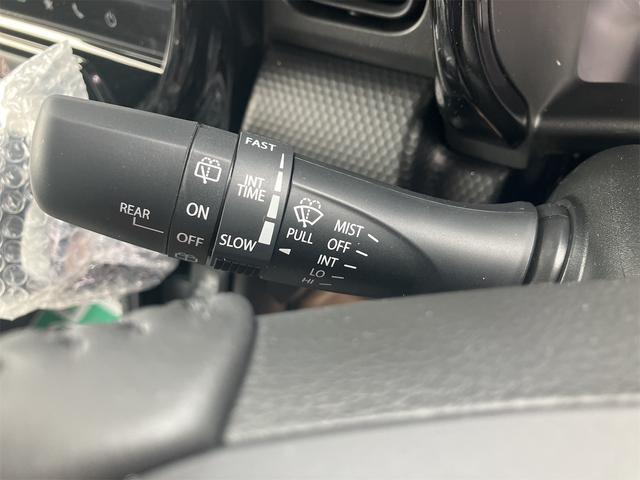 FAST
INT
TIME
SLOW
REAR
ON
OFF
PULL
MIST
OFF
INT
LO
HI